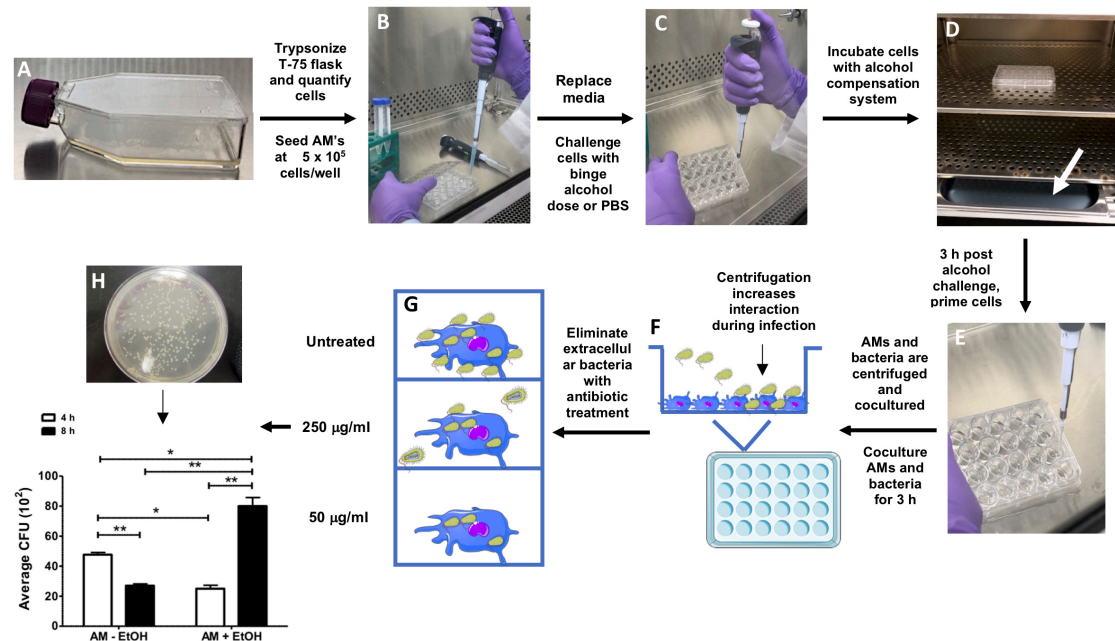 A
Trypsonize
T-75 flask
and quantify
cells
Seed AM's
at 5 x 10⁵
cells/well
B
Replace
media
Challenge
cells with
binge
alcohol
dose or PBS
C
Incubate cells
with alcohol
compensation
system
D
3 h post
alcohol
challenge,
prime cells
E
AMs and
bacteria are
centrifuged
and
cocultured
Coculture
AMs and
bacteria
for 3 h
Centrifugation
increases
interaction
during infection
F
Eliminate
extracellul
ar bacteria
with
antibiotic
treatment
G
Untreated
250 µg/ml
50 µg/ml
H
4 h
8 h
*
**
**
*
**
Average CFU (10²)
100
80
60
40
20
0
AM - EtOH
AM + EtOH